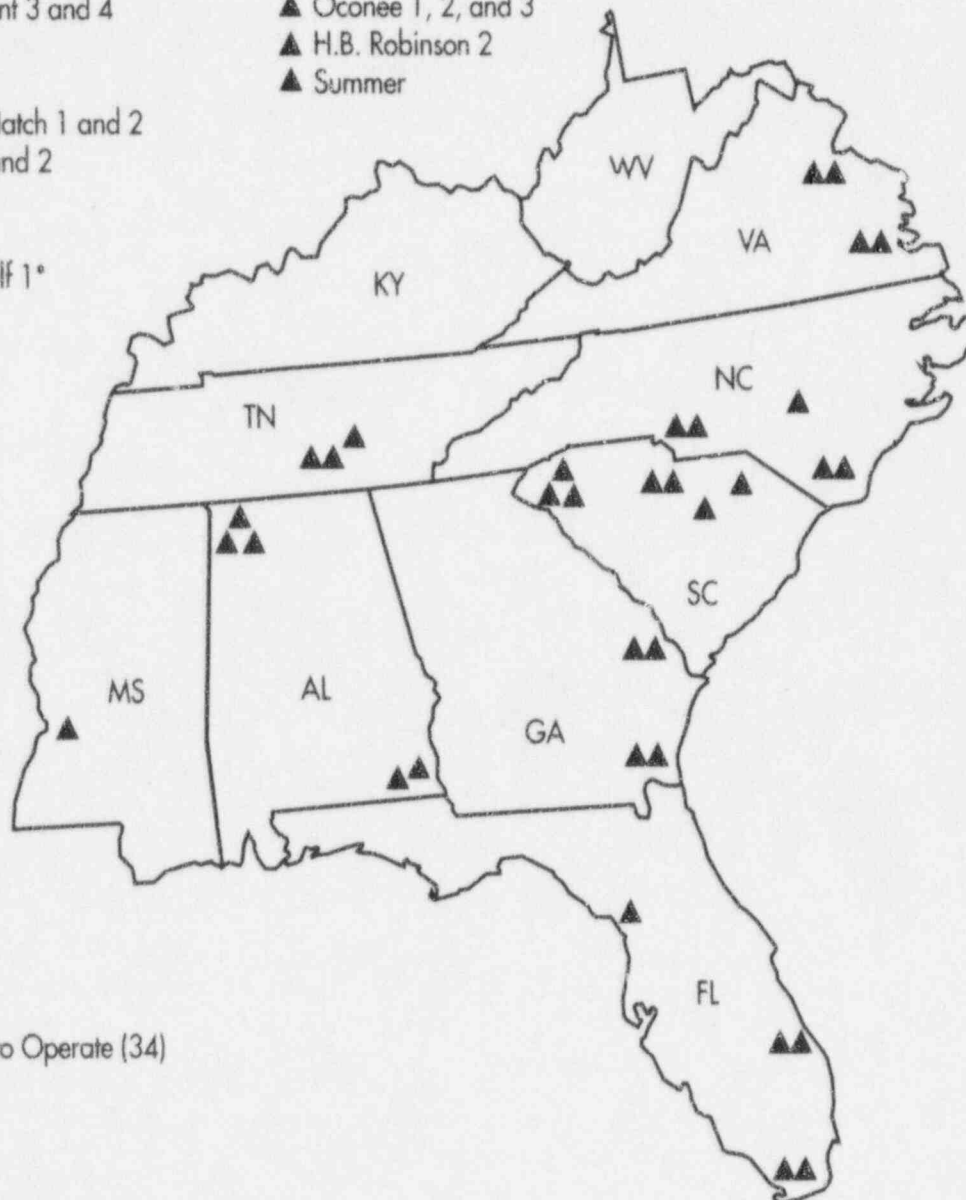 nt 3 and 4
Oconee 1, 2, and 3
H.B. Robinson 2
Summer
Hatch 1 and 2
nd 2
lf 1*
WV
VA
KY
NC
TN
SC
MS
AL
GA
FL
o Operate (34)